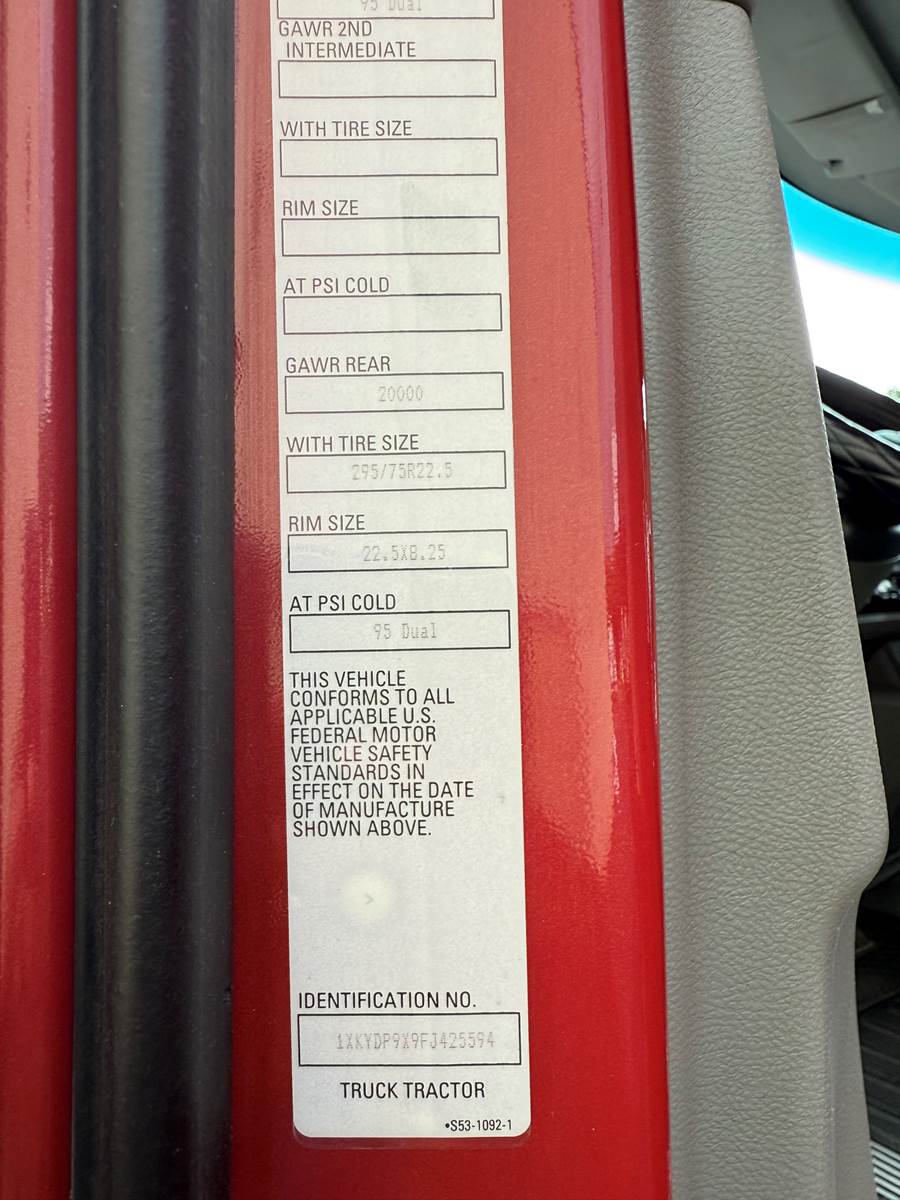 95 Dual
GAWR 2ND
INTERMEDIATE
WITH TIRE SIZE
RIM SIZE
AT PSI COLD
GAWR REAR
20000
WITH TIRE SIZE
295/75R22.5
RIM SIZE
22.5X8.25
AT PSI COLD
95 Dual
THIS VEHICLE
CONFORMS TO ALL
APPLICABLE U.S.
FEDERAL MOTOR
VEHICLE SAFETY
STANDARDS IN
EFFECT ON THE DATE
OF MANUFACTURE
SHOWN ABOVE.
IDENTIFICATION NO.
1XKYDP9X9FJ425594
TRUCK TRACTOR
•S53-1092-1